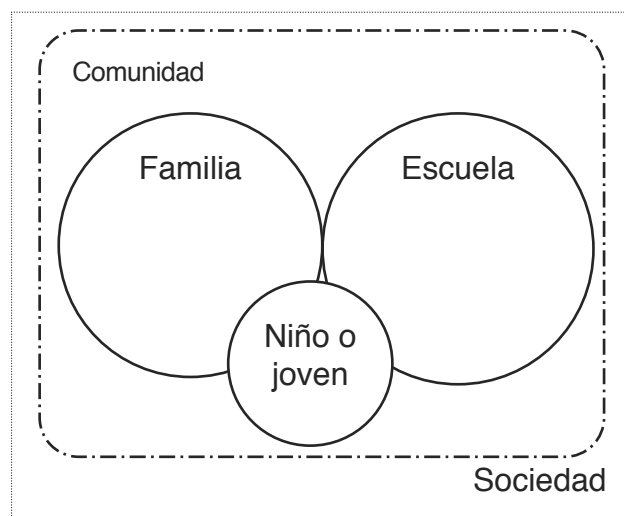 Comunidad
Familia
Escuela
Niño o
joven
Sociedad